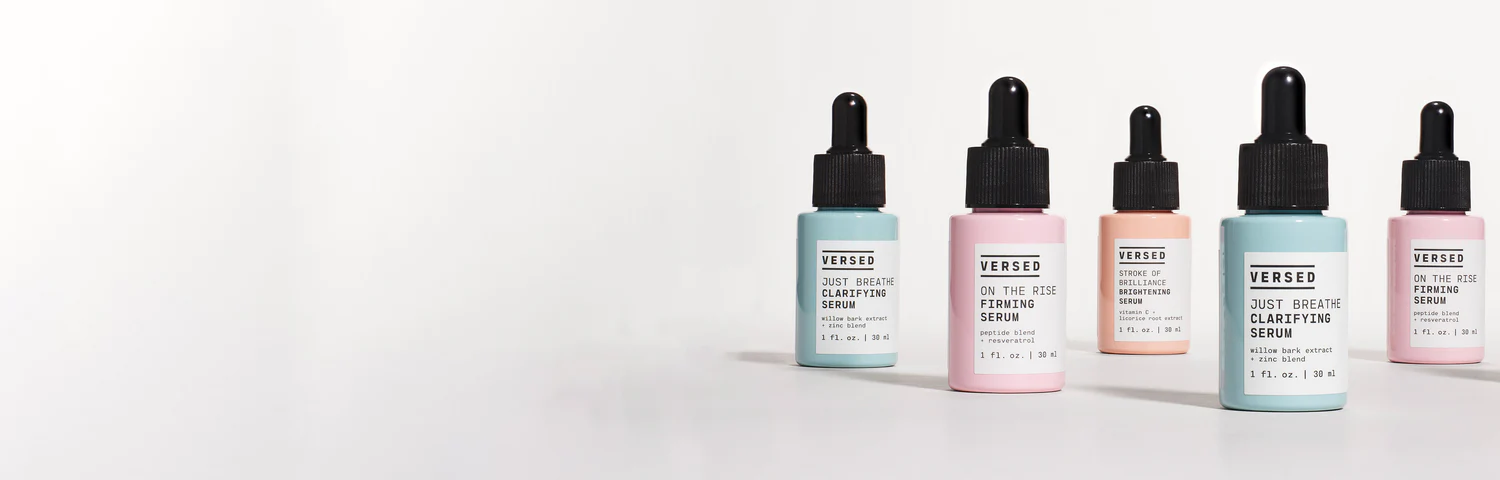 VERSED
JUST BREATHE
CLARIFYING
SERUM
willow bark extract
+ zinc blend
1 fl. oz. | 30 ml
VERSED
ON THE RISE
FIRMING
SERUM
peptide blend
+ resveratrol
1 fl. oz. | 30 ml
VERSED
STROKE OF
BRILLIANCE
BRIGHTENING
SERUM
vitamin C +
licorice root extract
1 fl. oz. | 30 ml
VERSED
JUST BREATHE
CLARIFYING
SERUM
willow bark extract
+ zinc blend
1 fl. oz. | 30 ml
VERSED
ON THE RISE
FIRMING
SERUM
peptide blend
+ resveratrol
1 fl. oz. | 30 ml